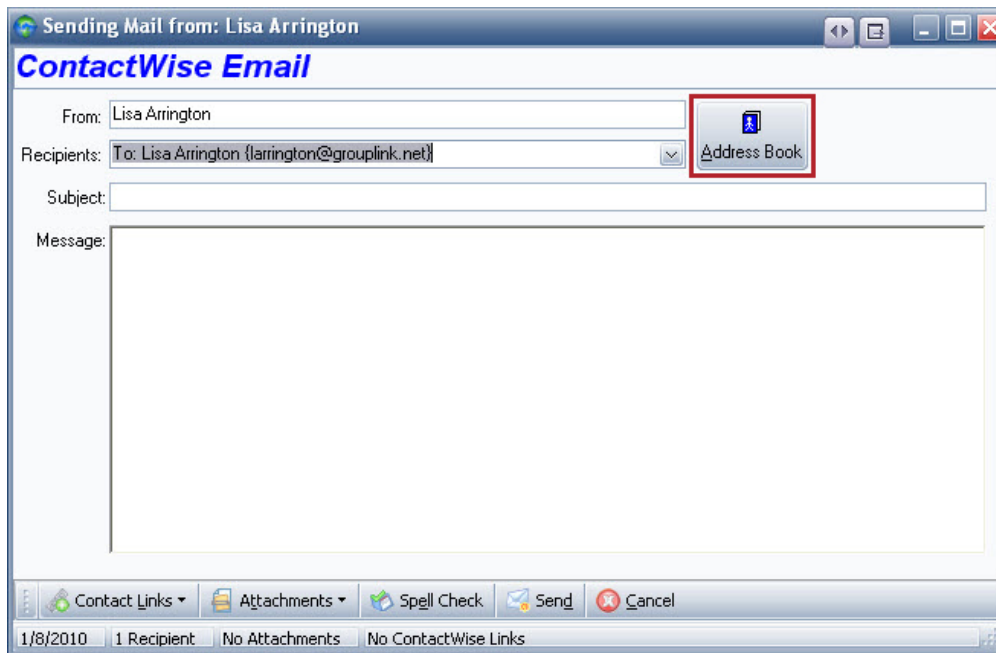 Sending Mail from: Lisa Arrington
ContactWise Email
From: Lisa Arrington
Recipients: To: Lisa Arrington {larrington@grouplink.net}
Address Book
Subject:
Message:
Contact Links Attachments Spell Check Send Cancel
1/8/2010 1 Recipient No Attachments No ContactWise Links